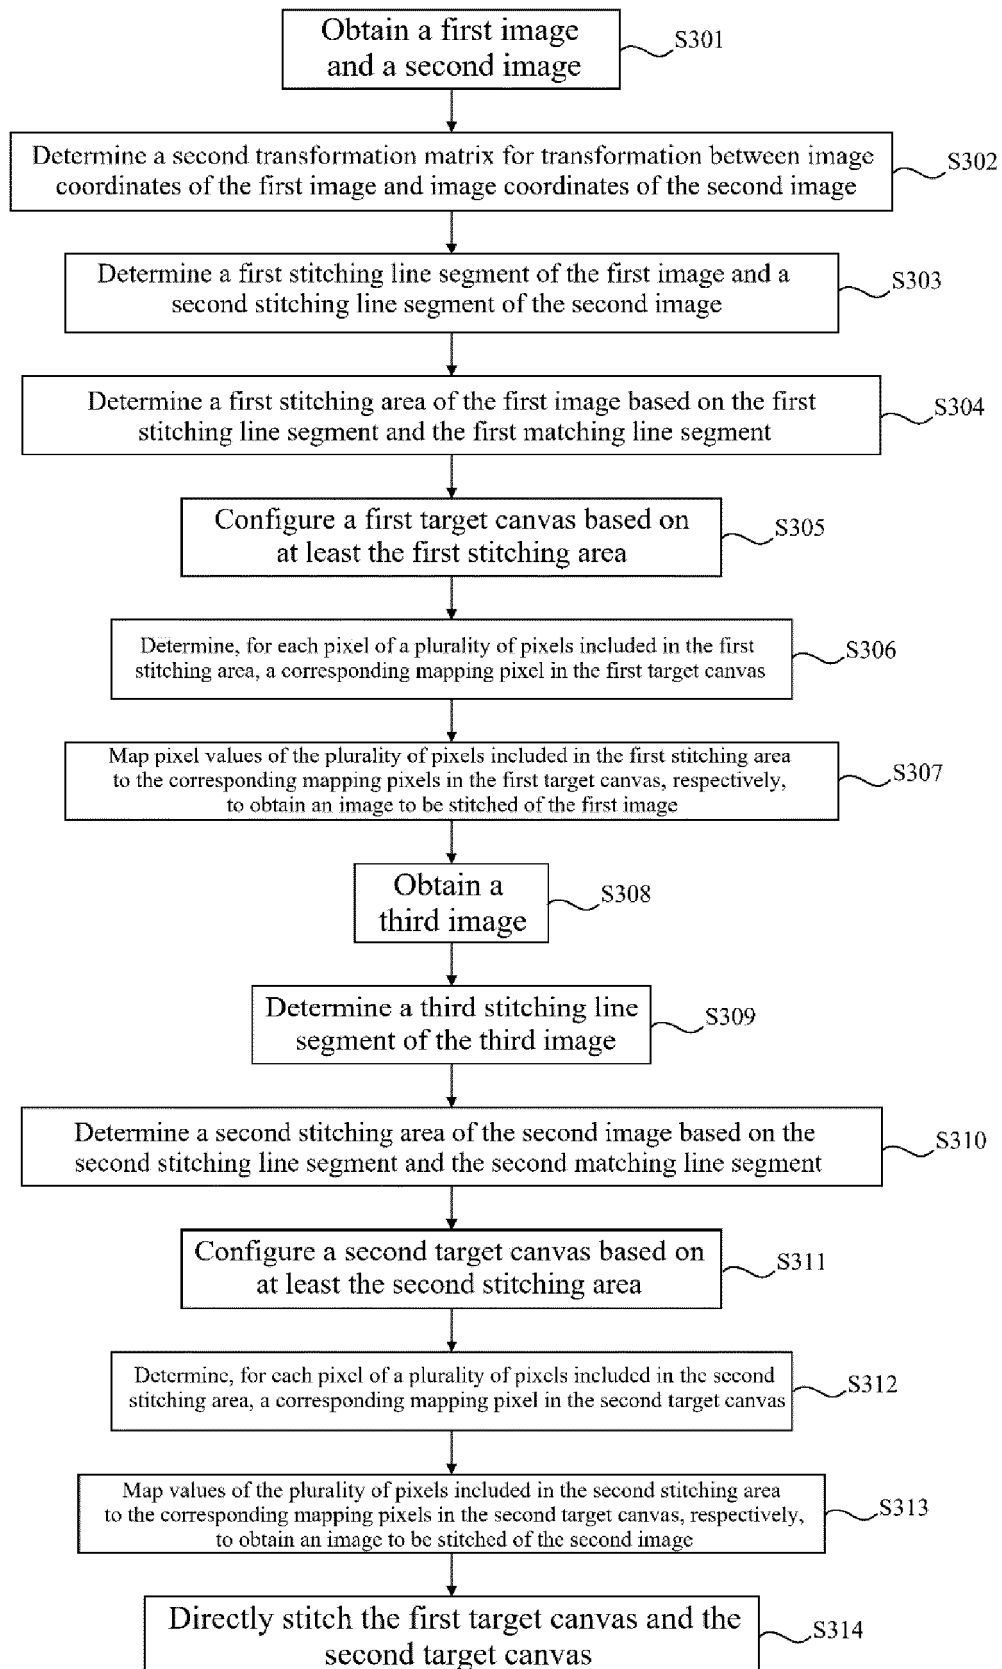 Obtain a first image
and a second image
S301
Determine a second transformation matrix for transformation between image
coordinates of the first image and image coordinates of the second image
S302
Determine a first stitching line segment of the first image and a
second stitching line segment of the second image
S303
Determine a first stitching area of the first image based on the first
stitching line segment and the first matching line segment
S304
Configure a first target canvas based on
at least the first stitching area
S305
Determine, for each pixel of a plurality of pixels included in the first
stitching area, a corresponding mapping pixel in the first target canvas
S306
Map pixel values of the plurality of pixels included in the first stitching area
to the corresponding mapping pixels in the first target canvas, respectively,
to obtain an image to be stitched of the first image
S307
Obtain a
third image
S308
Determine a third stitching line
segment of the third image
S309
Determine a second stitching area of the second image based on the
second stitching line segment and the second matching line segment
S310
Configure a second target canvas based on
at least the second stitching area
S311
Determine, for each pixel of a plurality of pixels included in the second
stitching area, a corresponding mapping pixel in the second target canvas
S312
Map values of the plurality of pixels included in the second stitching area
to the corresponding mapping pixels in the second target canvas, respectively,
to obtain an image to be stitched of the second image
S313
Directly stitch the first target canvas and the
second target canvas
S314